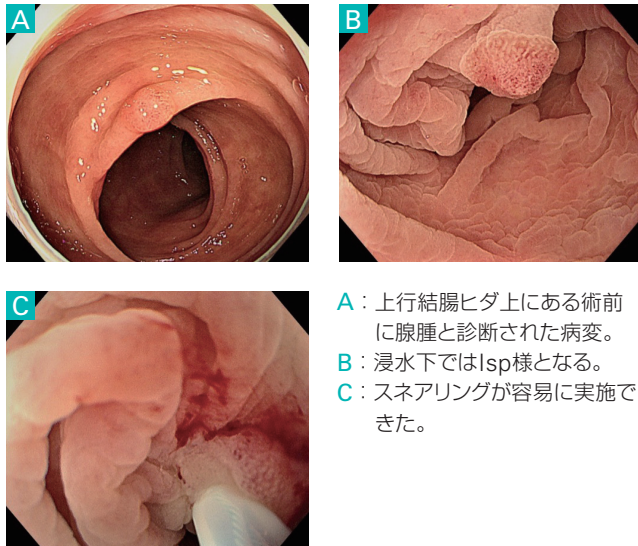 A
B
C
A：上行結腸ヒダ上にある術前
に腺腫と診断された病変。
B：浸水下ではIsp様となる。
C：スネアリングが容易に実施で
きた。